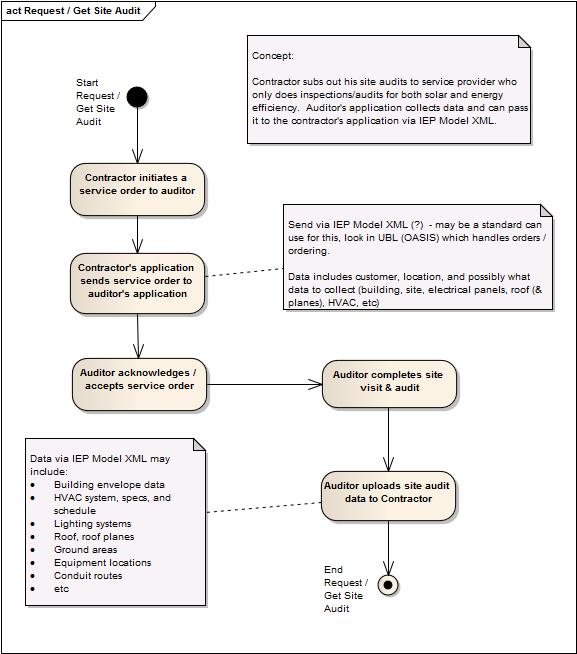 act Request / Get Site Audit
Concept:
Contractor subs out his site audits to service provider who
only does inspections/audits for both solar and energy
efficiency.  Auditor's application collects data and can pass
it to the contractor's application via IEP Model XML.
Start
Request /
Get Site
Audit
Contractor initiates a
service order to auditor
Send via IEP Model XML (?)  - may be a standard can
use for this, look in UBL (OASIS) which handles orders /
ordering.
Data includes customer, location, and possibly what
data to collect (building, site, electrical panels, roof (&
planes), HVAC, etc)
Contractor's application
sends service order to
auditor's application
Auditor acknowledges /
accepts service order
Auditor completes site
visit & audit
Data via IEP Model XML may
include:
• Building envelope data
• HVAC system, specs, and
schedule
• Lighting systems
• Roof, roof planes
• Ground areas
• Equipment locations
• Conduit routes
• etc
Auditor uploads site audit
data to Contractor
End
Request /
Get Site
Audit